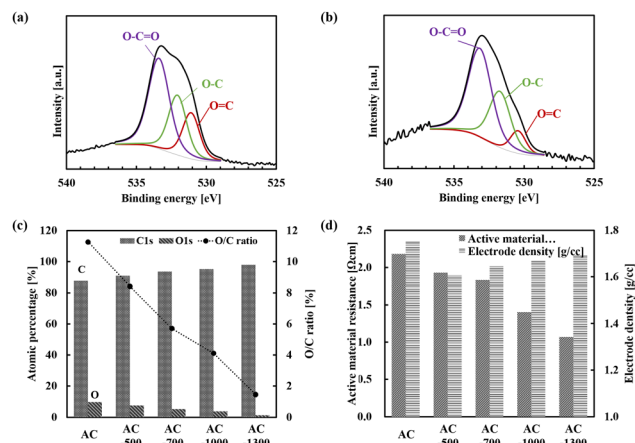 (a)
O-C=O
O-C
O=C
Intensity [a.u.]
540
535
530
525
Binding energy [eV]
(b)
O-C=O
O-C
O=C
Intensity [a.u.]
540
535
530
525
Binding energy [eV]
(c)
C1s
O1s
O/C ratio
Atomic percentage [%]
120
100
80
60
40
20
0
C
O
12
10
8
6
4
2
0
O/C ratio [%]
AC
AC 500
AC 700
AC 1000
AC 1300
(d)
Active material…
Electrode density [g/cc]
Active material resistance [Ωcm]
2.5
2.0
1.5
1.0
0.5
0.0
1.8
1.6
1.4
1.2
1.0
Electrode dentsity [g/cc]
AC
AC 500
AC 700
AC 1000
AC 1300